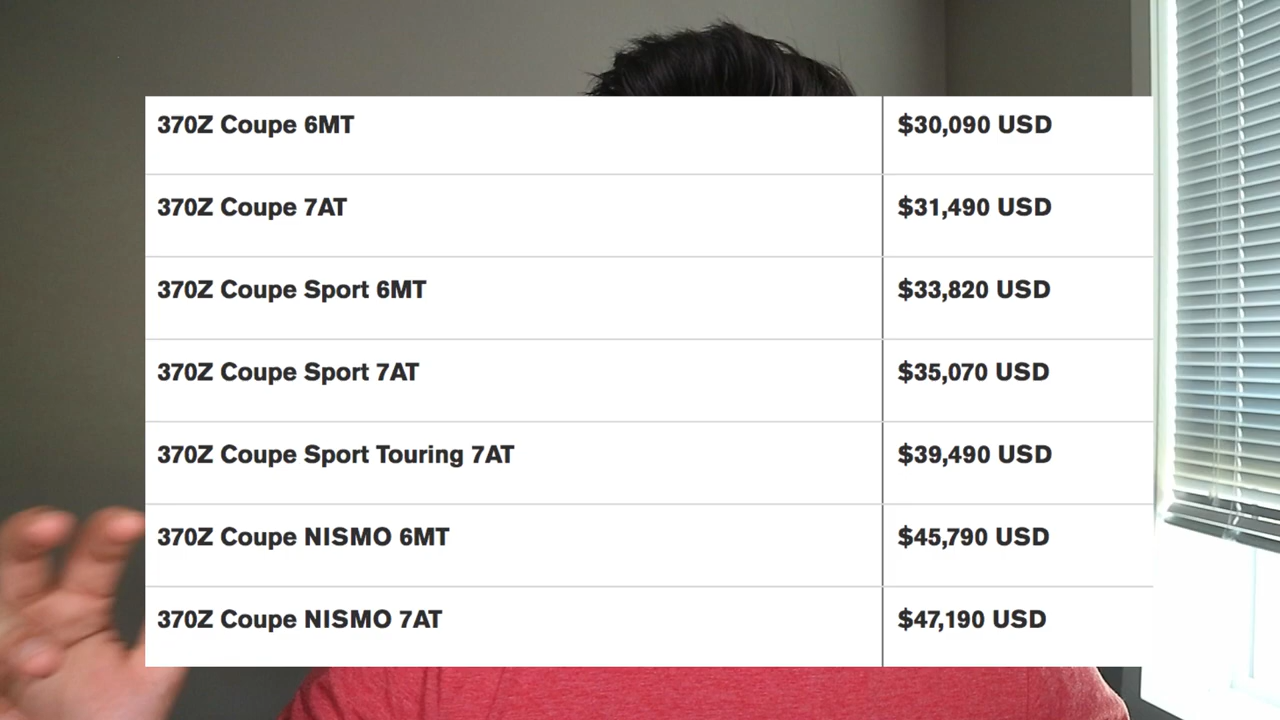 370Z Coupe 6MT $30,090 USD
370Z Coupe 7AT $31,490 USD
370Z Coupe Sport 6MT $33,820 USD
370Z Coupe Sport 7AT $35,070 USD
370Z Coupe Sport Touring 7AT $39,490 USD
370Z Coupe NISMO 6MT $45,790 USD
370Z Coupe NISMO 7AT $47,190 USD